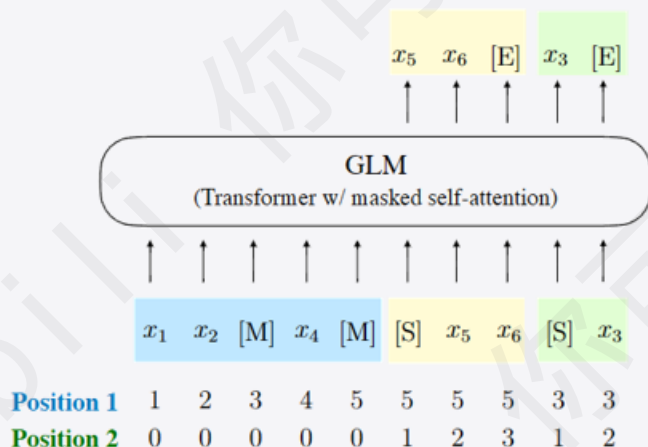 x5 x6 [E] x3 [E]
GLM
(Transformer w/ masked self-attention)
x1 x2 [M] x4 [M] [S] x5 x6 [S] x3
Position 1 1 2 3 4 5 5 5 5 3 3
Position 2 0 0 0 0 0 1 2 3 1 2